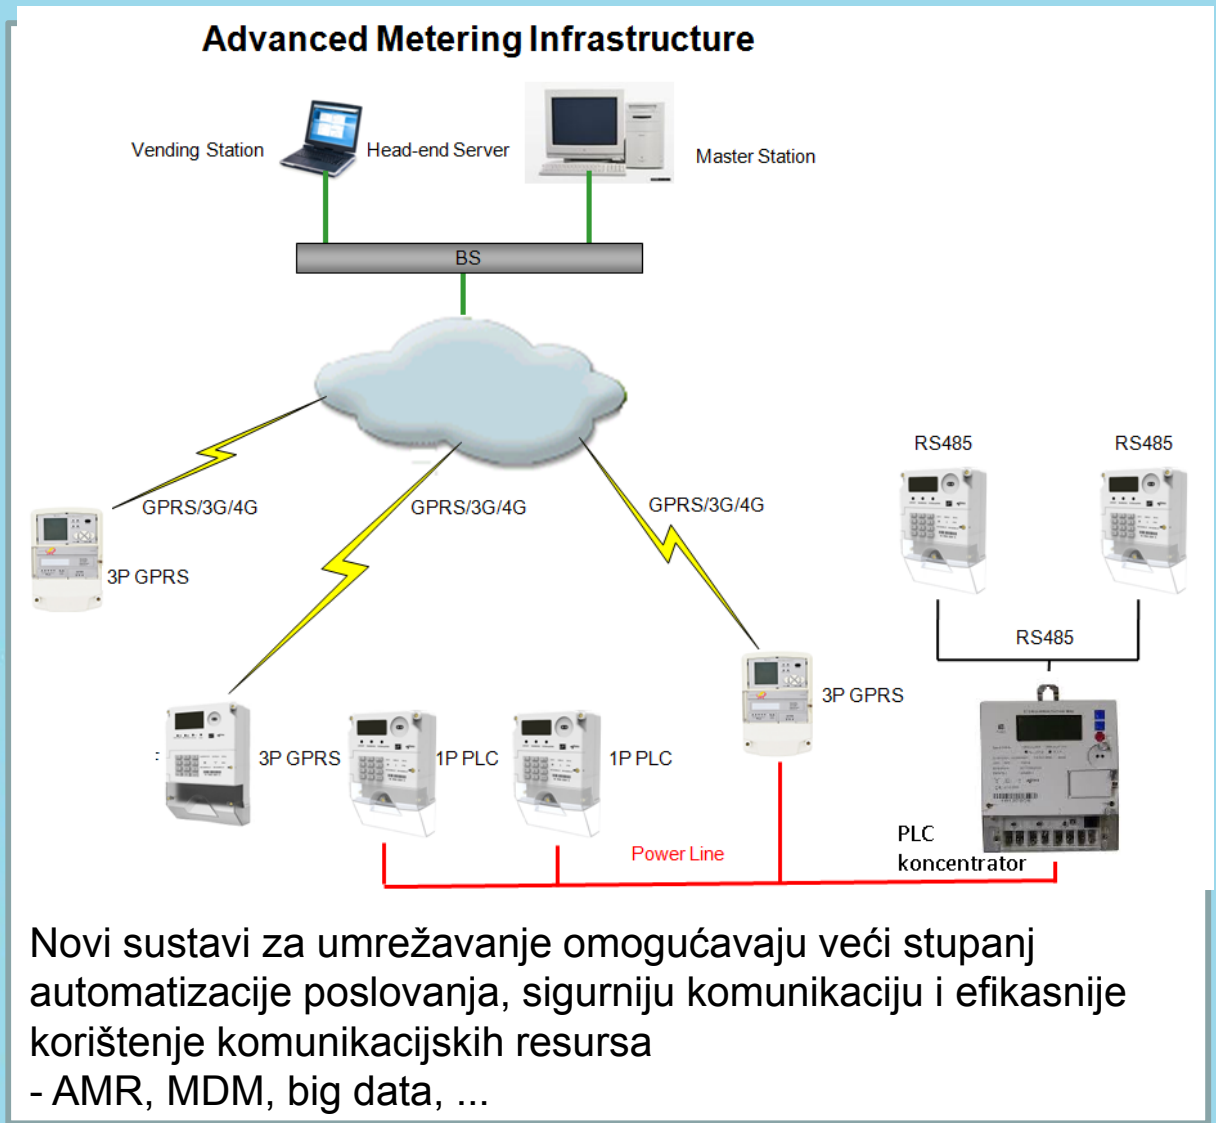 Advanced Metering Infrastructure
Vending Station
Head-end Server
Master Station
BS
RS485
RS485
GPRS/3G/4G
GPRS/3G/4G
GPRS/3G/4G
3P GPRS
RS485
3P GPRS
3P GPRS
1P PLC
1P PLC
Power Line
PLC
koncentrator
Novi sustavi za umrežavanje omogućavaju veći stupanj
automatizacije poslovanja, sigurniju komunikaciju i efikasnije
korištenje komunikacijskih resursa
- AMR, MDM, big data, ...